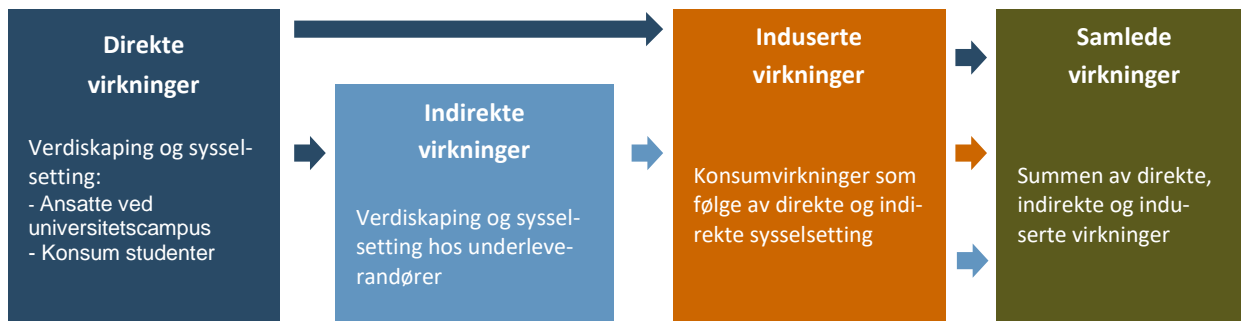 Direkte
virkninger
Verdiskaping og syssel-
setting:
- Ansatte ved
universitetscampus
- Konsum studenter
Indirekte
virkninger
Verdiskaping og syssel-
setting hos underleve-
randører
Induserte
virkninger
Konsumvirkninger som
følge av direkte og indi-
rekte sysselsetting
Samlede
virkninger
Summen av direkte,
indirekte og indu-
serte virkninger